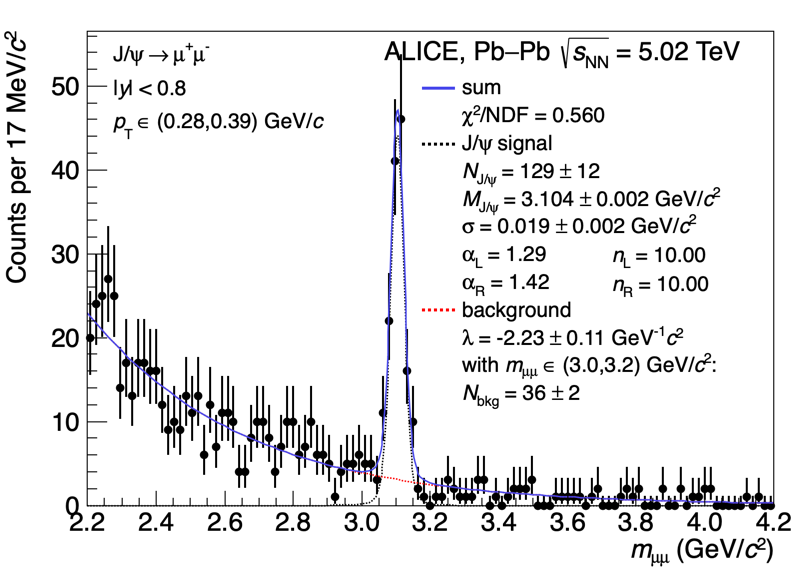 J/ψ → μ⁺μ⁻
|y| < 0.8
p_T ∈ (0.28,0.39) GeV/c
ALICE, Pb–Pb √s_NN = 5.02 TeV
sum
χ²/NDF = 0.560
J/ψ signal
N_J/ψ = 129 ± 12
M_J/ψ = 3.104 ± 0.002 GeV/c²
σ = 0.019 ± 0.002 GeV/c²
α_L = 1.29 n_L = 10.00
α_R = 1.42 n_R = 10.00
background
λ = -2.23 ± 0.11 GeV⁻¹c²
with m_μμ ∈ (3.0,3.2) GeV/c²:
N_bkg = 36 ± 2
Counts per 17 MeV/c²
50
40
30
20
10
0
2.2 2.4 2.6 2.8 3.0 3.2 3.4 3.6 3.8 4.0 4.2
m_μμ (GeV/c²)